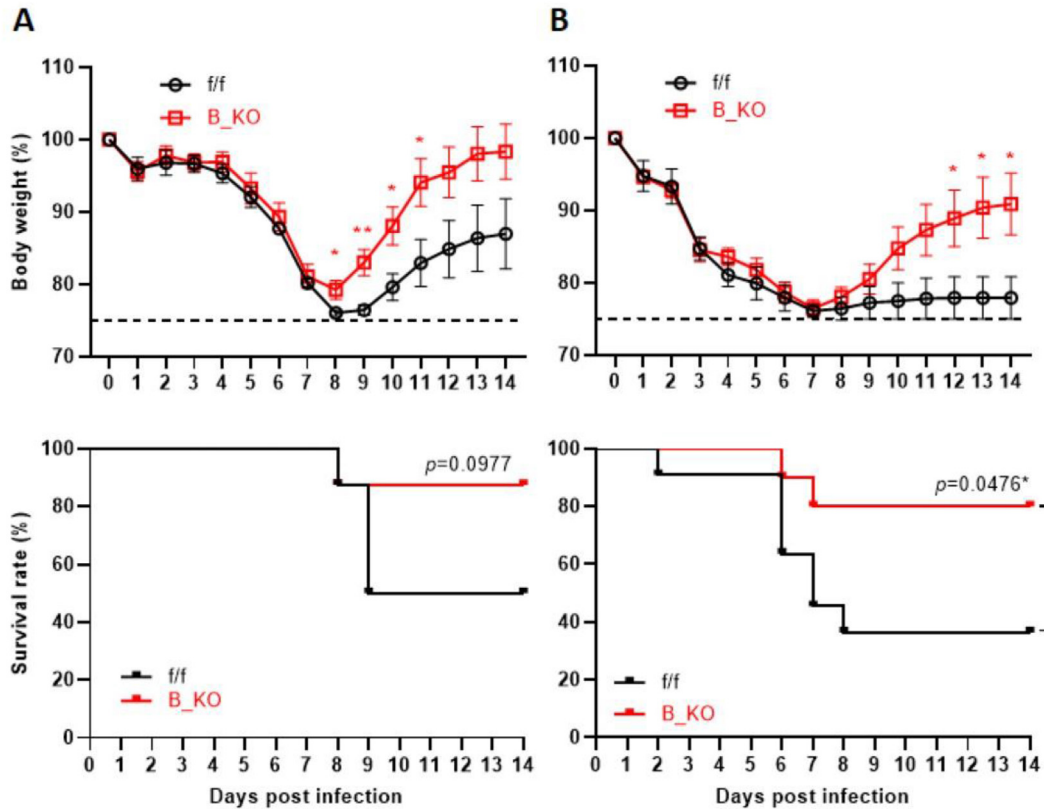 A
B
110
100
90
80
70
Body weight (%)
f/f
B_KO
* ** * *
0 1 2 3 4 5 6 7 8 9 10 11 12 13 14
110
100
90
80
70
f/f
B_KO
* * *
0 1 2 3 4 5 6 7 8 9 10 11 12 13 14
100
80
60
40
20
0
Survival rate (%)
p=0.0977
f/f
B_KO
0 1 2 3 4 5 6 7 8 9 10 11 12 13 14
Days post infection
100
80
60
40
20
0
p=0.0476*
f/f
B_KO
0 1 2 3 4 5 6 7 8 9 10 11 12 13 14
Days post infection